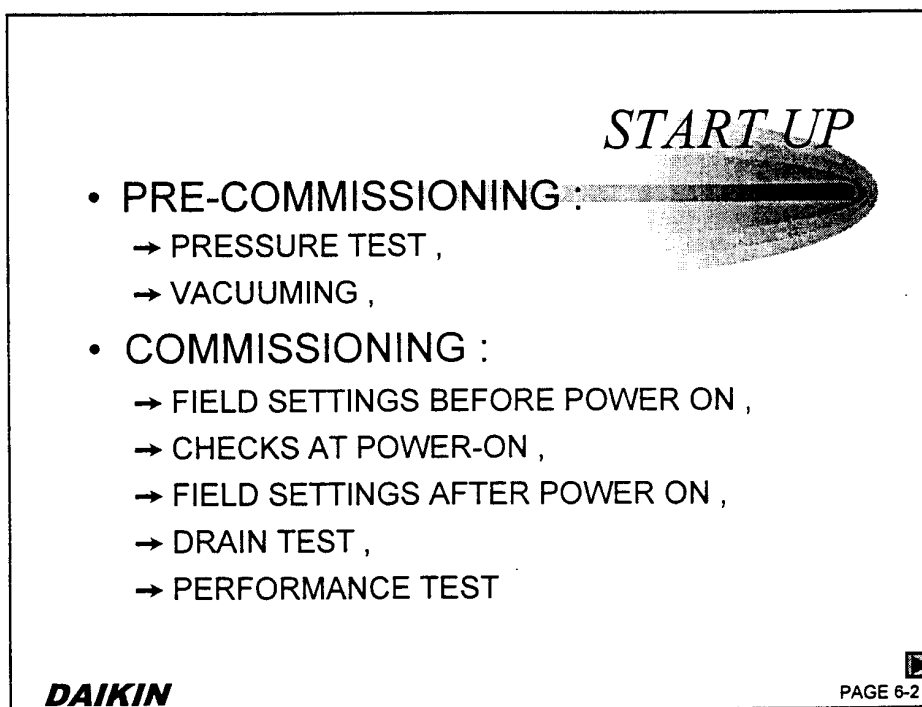 START UP
• PRE-COMMISSIONING :
→ PRESSURE TEST ,
→ VACUUMING ,
• COMMISSIONING :
→ FIELD SETTINGS BEFORE POWER ON ,
→ CHECKS AT POWER-ON ,
→ FIELD SETTINGS AFTER POWER ON ,
→ DRAIN TEST ,
→ PERFORMANCE TEST
DAIKIN
PAGE 6-2